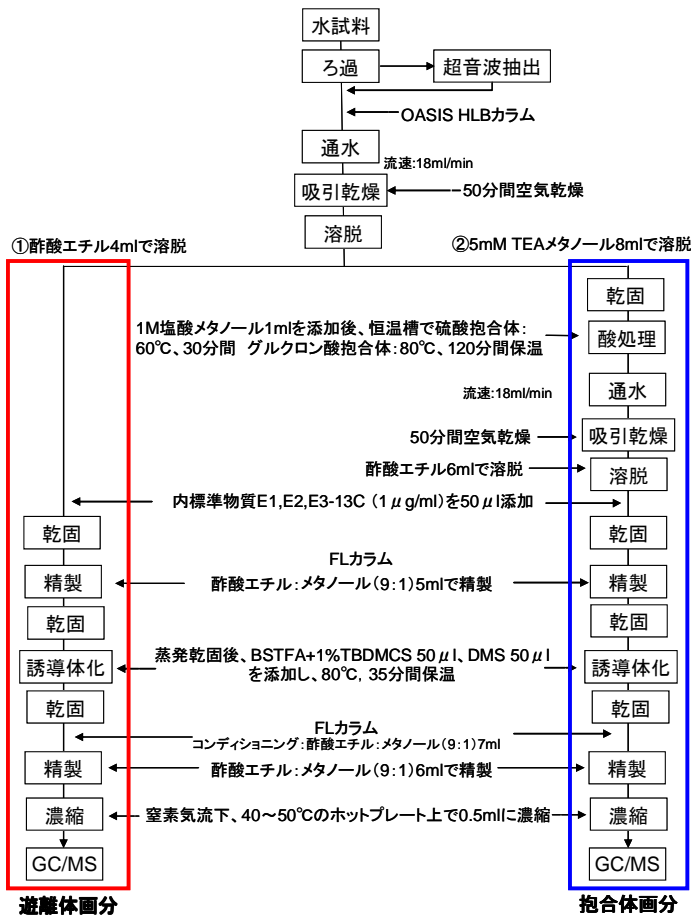 水試料
ろ過
超音波抽出
OASIS HLBカラム
通水
流速:18ml/min
吸引乾燥
50分間空気乾燥
溶脱
①酢酸エチル4mlで溶脱
②5mM TEAメタノール8mlで溶脱
乾固
1M塩酸メタノール1mlを添加後、恒温槽で硫酸抱合体:
60℃、30分間 グルクロン酸抱合体:80℃、120分間保温
酸処理
流速:18ml/min
通水
50分間空気乾燥
吸引乾燥
酢酸エチル6mlで溶脱
溶脱
内標準物質E1,E2,E3-13C (1μg/ml)を50μl添加
乾固
乾固
FLカラム
精製
酢酸エチル:メタノール(9:1)5mlで精製
精製
乾固
乾固
誘導体化
蒸発乾固後、BSTFA+1%TBDMCS 50μl、DMS 50μl
を添加し、80℃, 35分間保温
誘導体化
乾固
乾固
FLカラム
コンディショニング:酢酸エチル:メタノール(9:1)7ml
精製
酢酸エチル:メタノール(9:1)6mlで精製
精製
濃縮
窒素気流下、40～50℃のホットプレート上で0.5mlに濃縮
濃縮
GC/MS
GC/MS
遊離体画分
抱合体画分